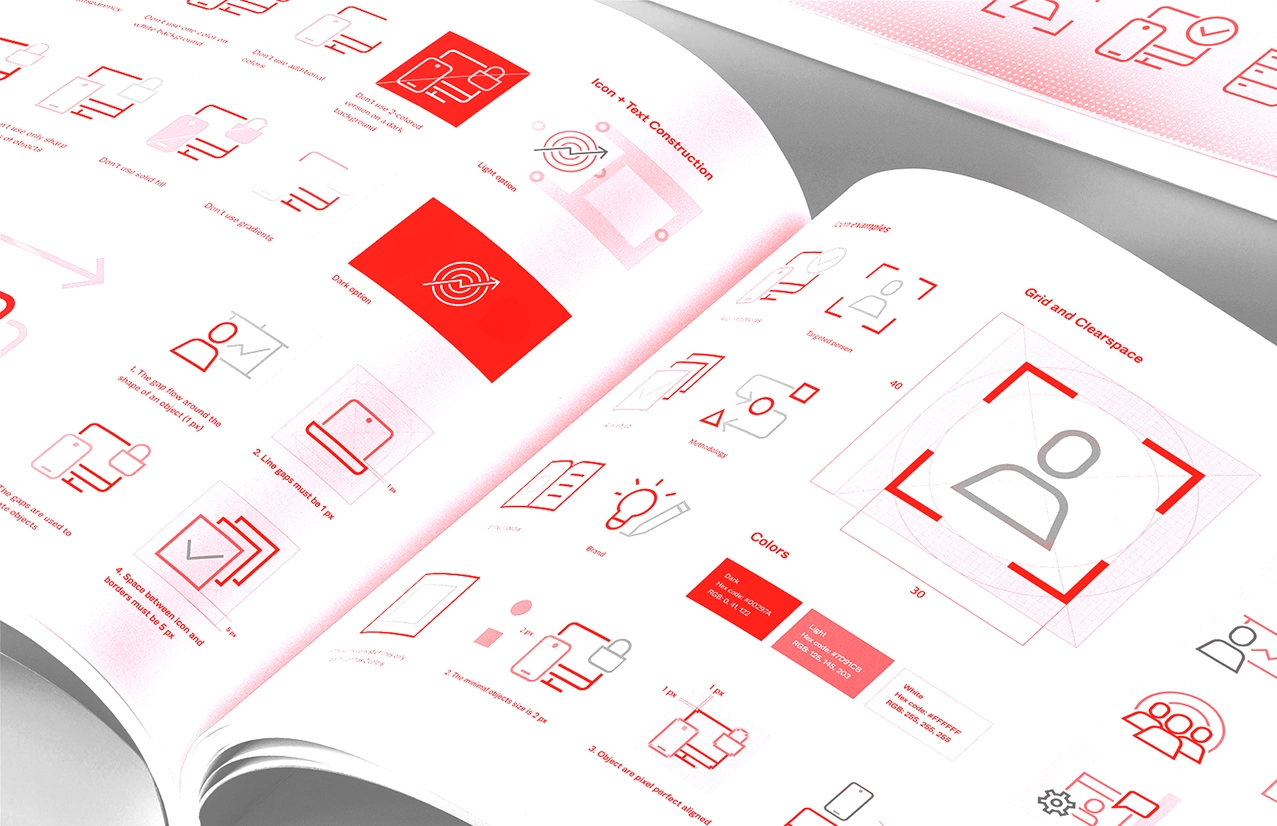 Don't use one color on
white background
Don't use additional
colors
Don't use 2-colored
version on a dark
background
use only sharp
of objects
Don't use solid fill
Don't use gradients
Icon + Text Construction
Light option
Dark option
1. The gap flow around the
shape of an object (1 px)
2. Line gaps must be 1 px
1 px
The gaps are used to
objects
4. Space between icon and
borders must be 5 px
5 px
Icon examples
Targeted person
Methodology
Brand
Grid and Clearspace
40
30
Colors
Dark
Hex code: #00297A
RGB: 0, 41, 122
Light
Hex code: #7D91CB
RGB: 125, 145, 203
White
Hex code: #FFFFFF
RGB: 255, 255, 255
2 px
2. The minimal objects size is 2 px
1 px
1 px
3. Object are pixel perfect aligned